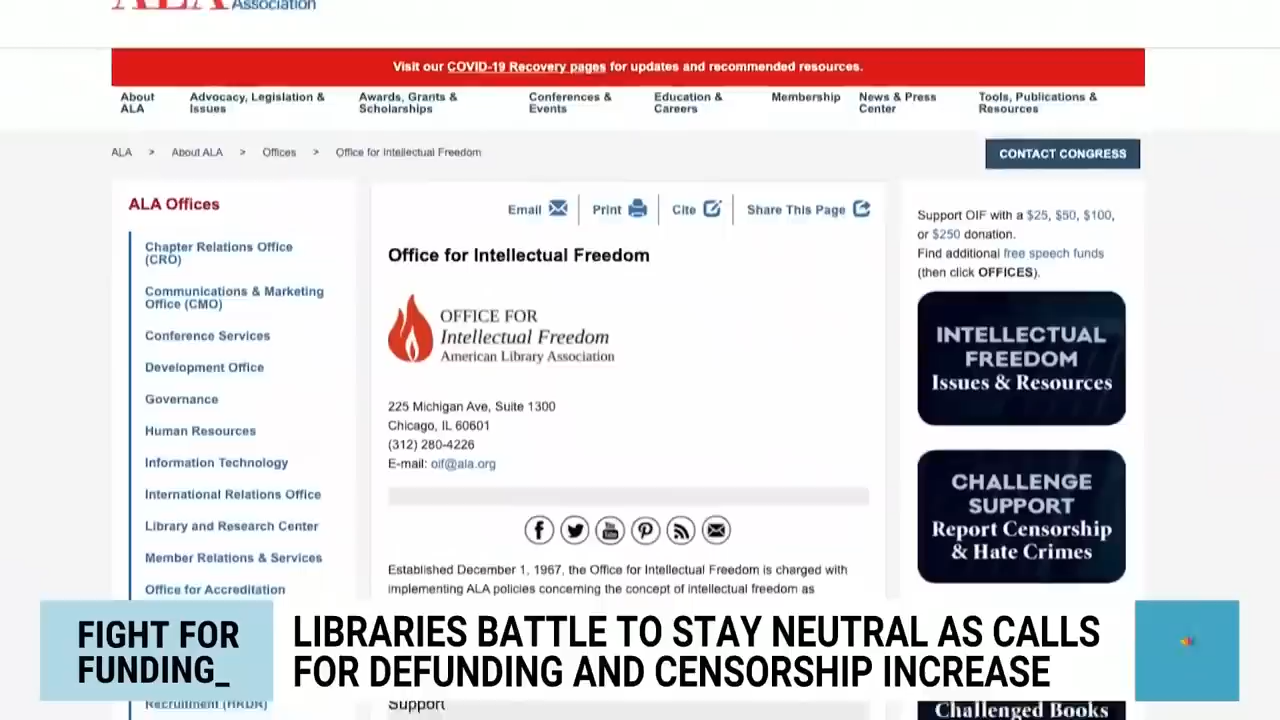 ALA
Association
Visit our COVID-19 Recovery pages for updates and recommended resources.
About
ALA
Advocacy, Legislation &
Issues
Awards, Grants &
Scholarships
Conferences &
Events
Education &
Careers
Membership
News & Press
Center
Tools, Publications &
Resources
ALA > About ALA > Offices > Office for Intellectual Freedom
CONTACT CONGRESS
ALA Offices
Chapter Relations Office
(CRO)
Communications & Marketing
Office (CMO)
Conference Services
Development Office
Governance
Human Resources
Information Technology
International Relations Office
Library and Research Center
Member Relations & Services
Office for Accreditation
Recruitment (HRDR)
Email
Print
Cite
Share This Page
Office for Intellectual Freedom
OFFICE FOR
Intellectual Freedom
American Library Association
225 Michigan Ave, Suite 1300
Chicago, IL 60601
(312) 280-4226
E-mail: oif@ala.org
Established December 1, 1967, the Office for Intellectual Freedom is charged with
implementing ALA policies concerning the concept of intellectual freedom as
Support
Support OIF with a $25, $50, $100,
or $250 donation.
Find additional free speech funds
(then click OFFICES).
INTELLECTUAL
FREEDOM
Issues & Resources
CHALLENGE
SUPPORT
Report Censorship
& Hate Crimes
Challenged Books
FIGHT FOR
FUNDING_
LIBRARIES BATTLE TO STAY NEUTRAL AS CALLS
FOR DEFUNDING AND CENSORSHIP INCREASE